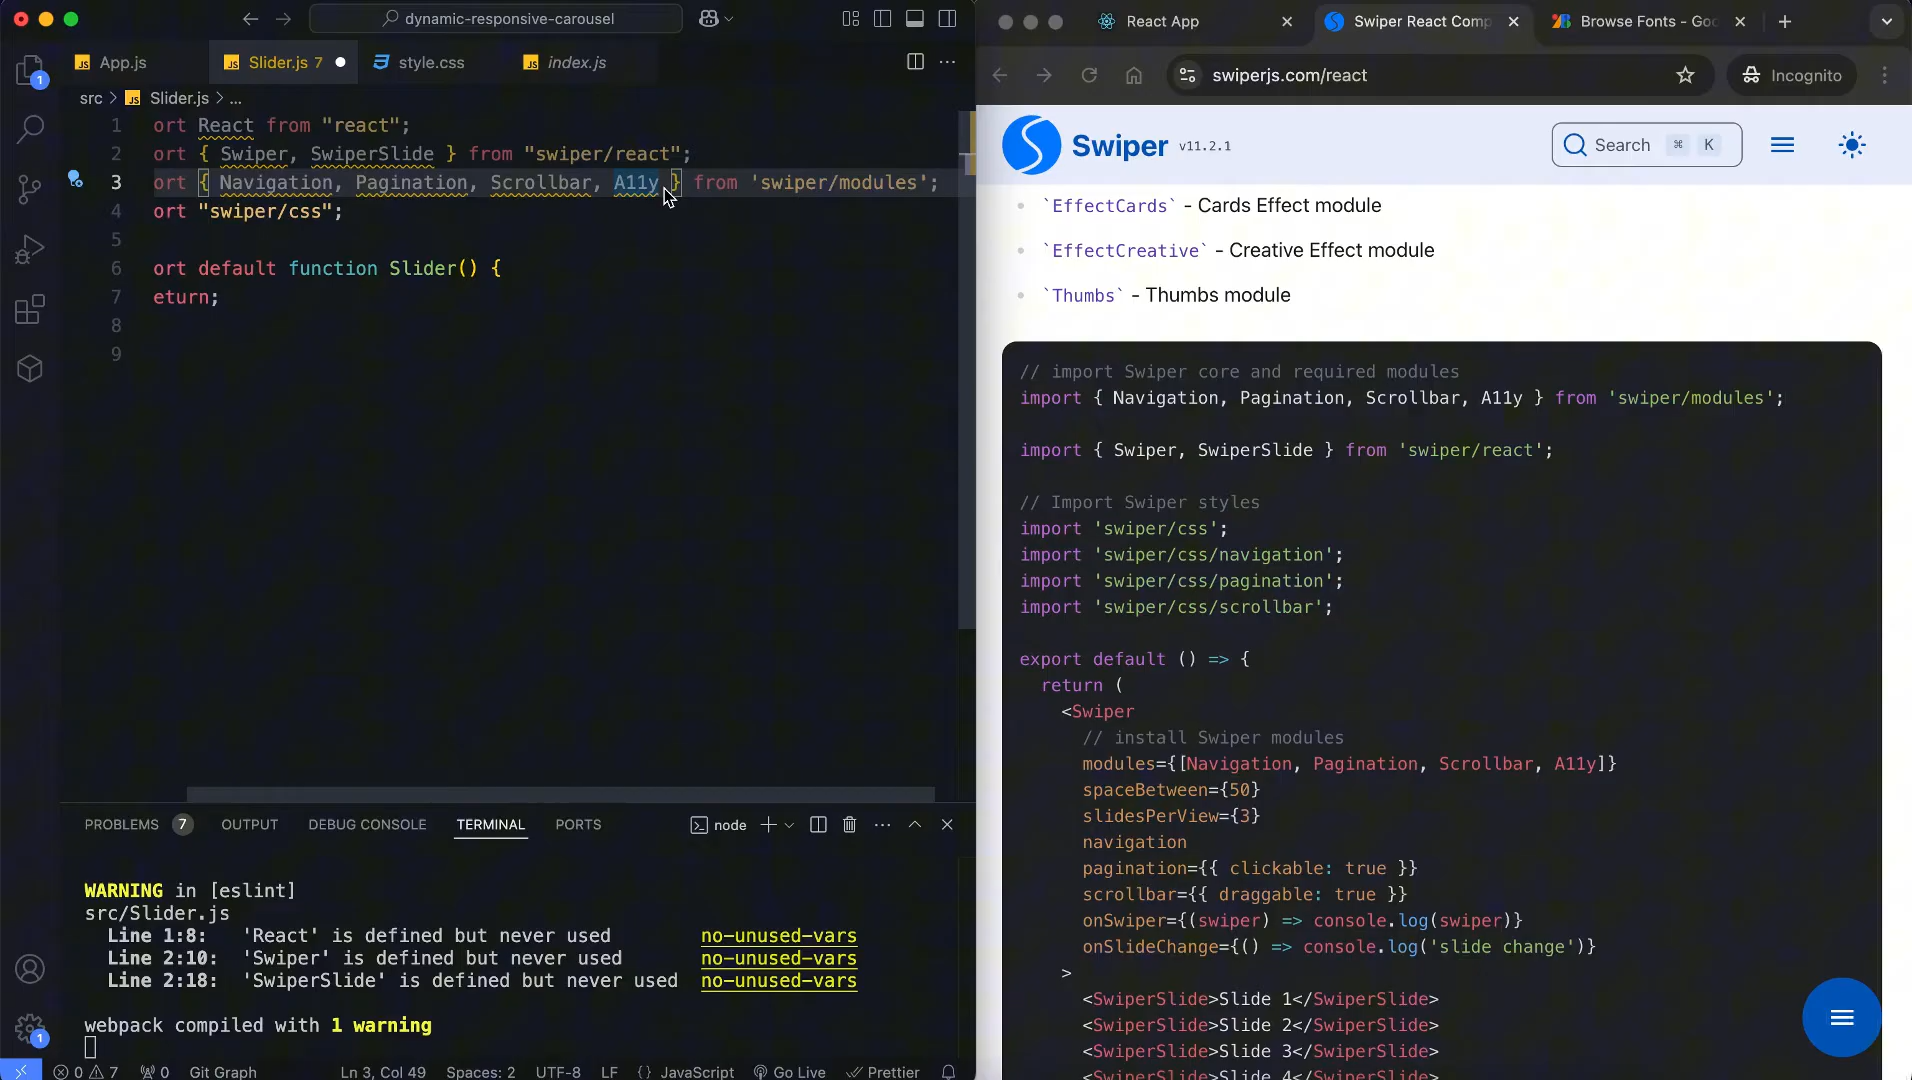 dynamic-responsive-carousel
App.js
Slider.js 7
style.css
index.js
src > Slider.js > ...
1 ort React from "react";
2 ort { Swiper, SwiperSlide } from "swiper/react";
3 ort { Navigation, Pagination, Scrollbar, A11y } from 'swiper/modules';
4 ort "swiper/css";
5
6 ort default function Slider() {
7 eturn;
8
9
1
1
PROBLEMS 7
OUTPUT
DEBUG CONSOLE
TERMINAL
PORTS
node
WARNING in [eslint]
src/Slider.js
Line 1:8: 'React' is defined but never used no-unused-vars
Line 2:10: 'Swiper' is defined but never used no-unused-vars
Line 2:18: 'SwiperSlide' is defined but never used no-unused-vars
webpack compiled with 1 warning
0 7 0 Git Graph Ln 3, Col 49 Spaces: 2 UTF-8 LF {} JavaScript Go Live Prettier
React App
Swiper React Comp
Browse Fonts - Goo
swiperjs.com/react
Incognito
Swiper v11.2.1
Search ⌘ K
`EffectCards` - Cards Effect module
`EffectCreative` - Creative Effect module
`Thumbs` - Thumbs module
// import Swiper core and required modules
import { Navigation, Pagination, Scrollbar, A11y } from 'swiper/modules';
import { Swiper, SwiperSlide } from 'swiper/react';
// Import Swiper styles
import 'swiper/css';
import 'swiper/css/navigation';
import 'swiper/css/pagination';
import 'swiper/css/scrollbar';
export default () => {
return (
<Swiper
// install Swiper modules
modules={[Navigation, Pagination, Scrollbar, A11y]}
spaceBetween={50}
slidesPerView={3}
navigation
pagination={{ clickable: true }}
scrollbar={{ draggable: true }}
onSwiper={(swiper) => console.log(swiper)}
onSlideChange={() => console.log('slide change')}
>
<SwiperSlide>Slide 1</SwiperSlide>
<SwiperSlide>Slide 2</SwiperSlide>
<SwiperSlide>Slide 3</SwiperSlide>
<SwiperSlide>Slide 4</SwiperSlide>